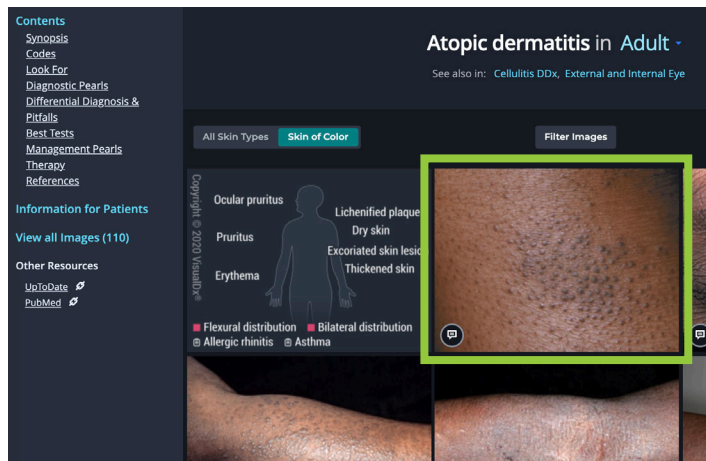 Contents
Synopsis
Codes
Look For
Diagnostic Pearls
Differential Diagnosis &
Pitfalls
Best Tests
Management Pearls
Therapy
References
Information for Patients
View all Images (110)
Other Resources
UpToDate
PubMed
Atopic dermatitis in Adult
See also in: Cellulitis DDx, External and Internal Eye
All Skin Types Skin of Color
Filter Images
Copyright © 2020 VisualDx®
Ocular pruritus
Pruritus
Erythema
Lichenified plaque
Dry skin
Excoriated skin lesic
Thickened skin
Flexural distribution Bilateral distribution
Allergic rhinitis Asthma